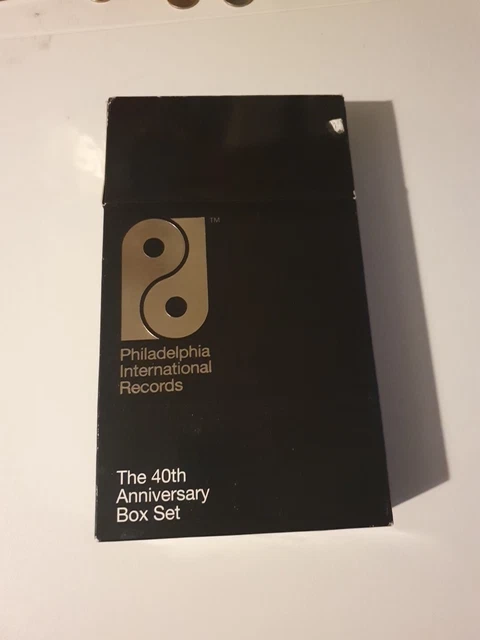 TM
Philadelphia
International
Records
The 40th
Anniversary
Box Set